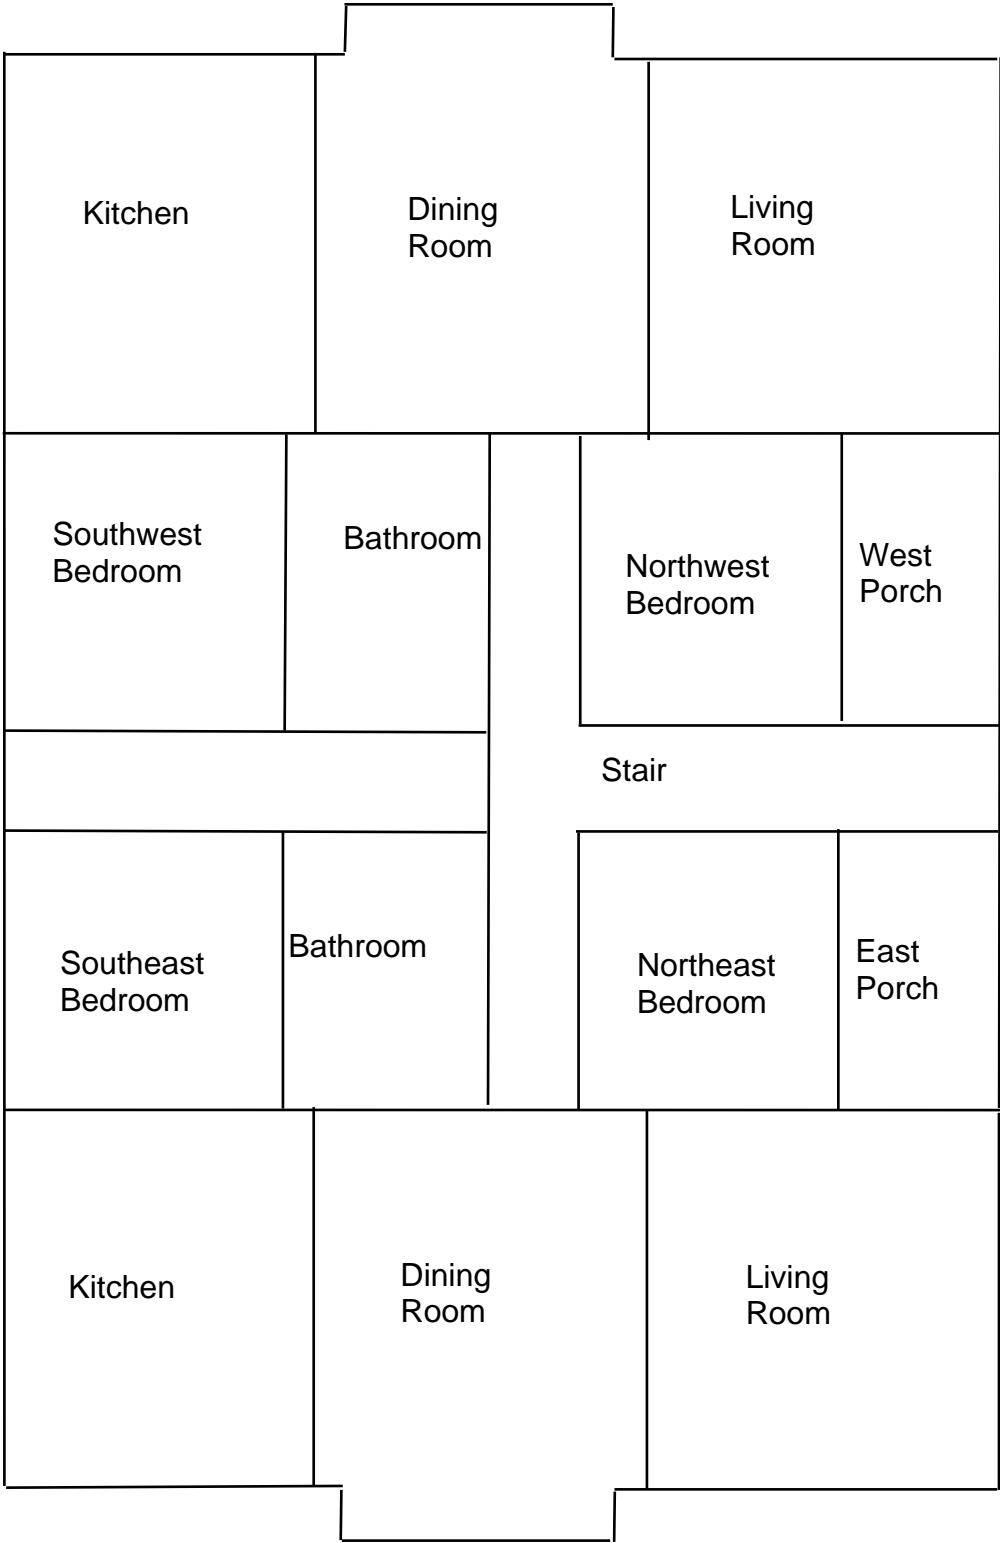 Kitchen
Dining
Room
Living
Room
Southwest
Bedroom
Bathroom
Northwest
Bedroom
West
Porch
Stair
Southeast
Bedroom
Bathroom
Northeast
Bedroom
East
Porch
Kitchen
Dining
Room
Living
Room